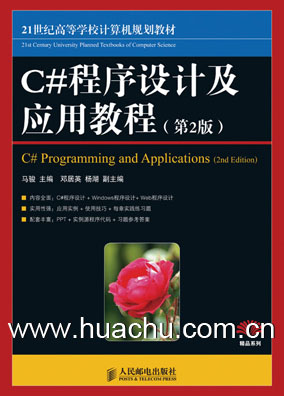 21世纪高等学校计算机规划教材
21st Century University Planned Textbooks of Computer Science
C#程序设计及
应用教程（第2版）
C# Programming and Applications (2nd Edition)
马骏 主编 邓居英 杨湖 副主编
■ 内容全面：C#程序设计 + Windows程序设计+ Web程序设计
■ 实用性强：应用实例 + 使用技巧 + 每章实践练习题
■ 配套丰富：PPT + 实例源程序代码 + 习题参考答案
www.huachu.com.cn
精品系列
人民邮电出版社
POSTS & TELECOM PRESS